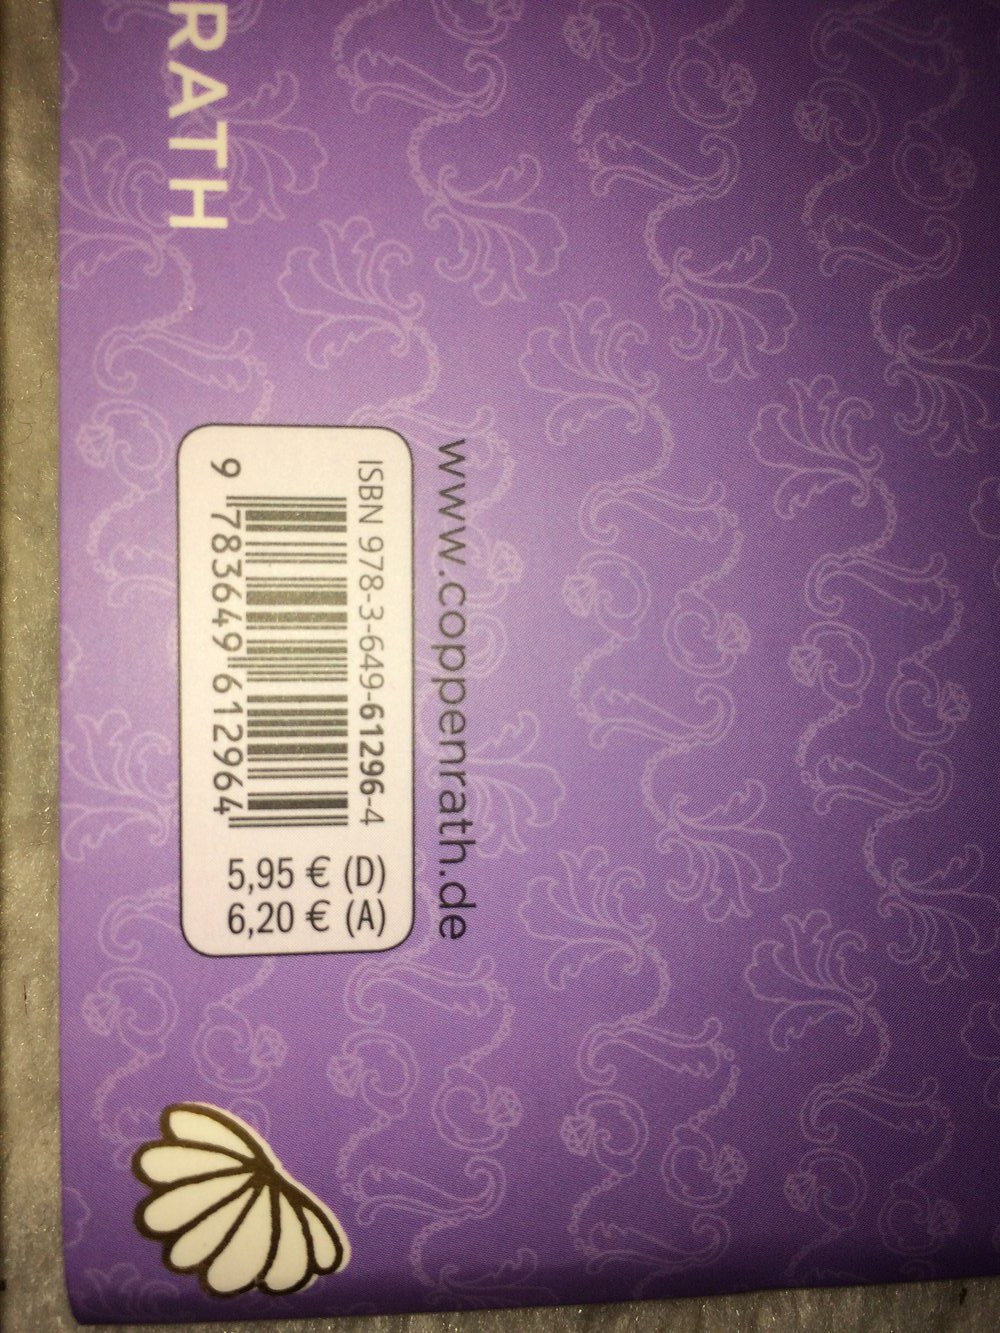 RATH
www.coppenrath.de
ISBN 978-3-649-61296-4
9 783649 612964
5,95 € (D)
6,20 € (A)